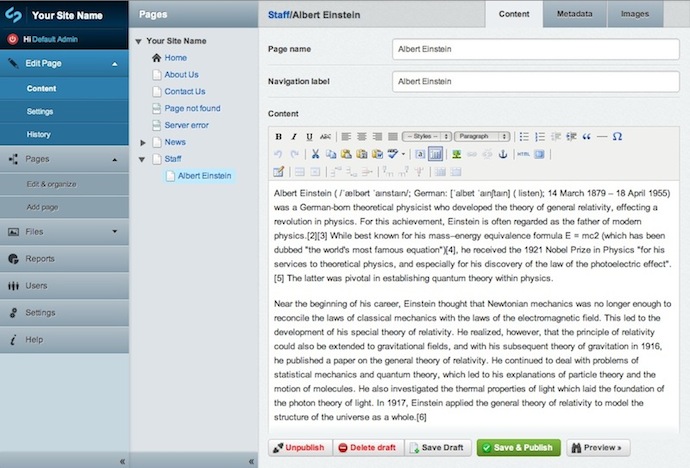 Your Site Name
Hi Default Admin
Edit Page
Content
Settings
History
Pages
Edit & organize
Add page
Files
Reports
Users
Settings
Help
«
Pages
Your Site Name
Home
About Us
Contact Us
Page not found
Server error
News
Staff
Albert Einstein
«
Staff/Albert Einstein
Content
Metadata
Images
Page name
Albert Einstein
Navigation label
Albert Einstein
Content
B I U ABC -- Styles -- Paragraph
HTML
Albert Einstein ( /ˈælbərt ˈaɪnstaɪn/; German: [ˈalbɐt ˈaɪnʃtaɪn] ( listen); 14 March 1879 – 18 April 1955)
was a German-born theoretical physicist who developed the theory of general relativity, effecting a
revolution in physics. For this achievement, Einstein is often regarded as the father of modern
physics.[2][3] While best known for his mass–energy equivalence formula E = mc2 (which has been
dubbed "the world's most famous equation")[4], he received the 1921 Nobel Prize in Physics "for his
services to theoretical physics, and especially for his discovery of the law of the photoelectric effect".
[5] The latter was pivotal in establishing quantum theory within physics.
Near the beginning of his career, Einstein thought that Newtonian mechanics was no longer enough to
reconcile the laws of classical mechanics with the laws of the electromagnetic field. This led to the
development of his special theory of relativity. He realized, however, that the principle of relativity
could also be extended to gravitational fields, and with his subsequent theory of gravitation in 1916,
he published a paper on the general theory of relativity. He continued to deal with problems of
statistical mechanics and quantum theory, which led to his explanations of particle theory and the
motion of molecules. He also investigated the thermal properties of light which laid the foundation of
the photon theory of light. In 1917, Einstein applied the general theory of relativity to model the
structure of the universe as a whole.[6]
Unpublish
Delete draft
Save Draft
Save & Publish
Preview »